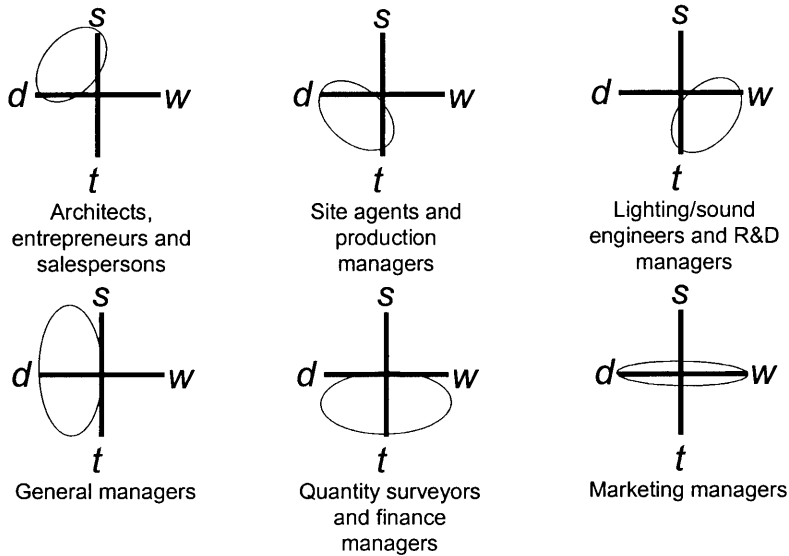 s
s
s
d
w
d
w
d
w
t
t
t
Architects,
entrepreneurs and
salespersons
Site agents and
production
managers
Lighting/sound
engineers and R&D
managers
s
s
s
d
w
d
w
d
w
t
t
t
General managers
Quantity surveyors
and finance
managers
Marketing managers